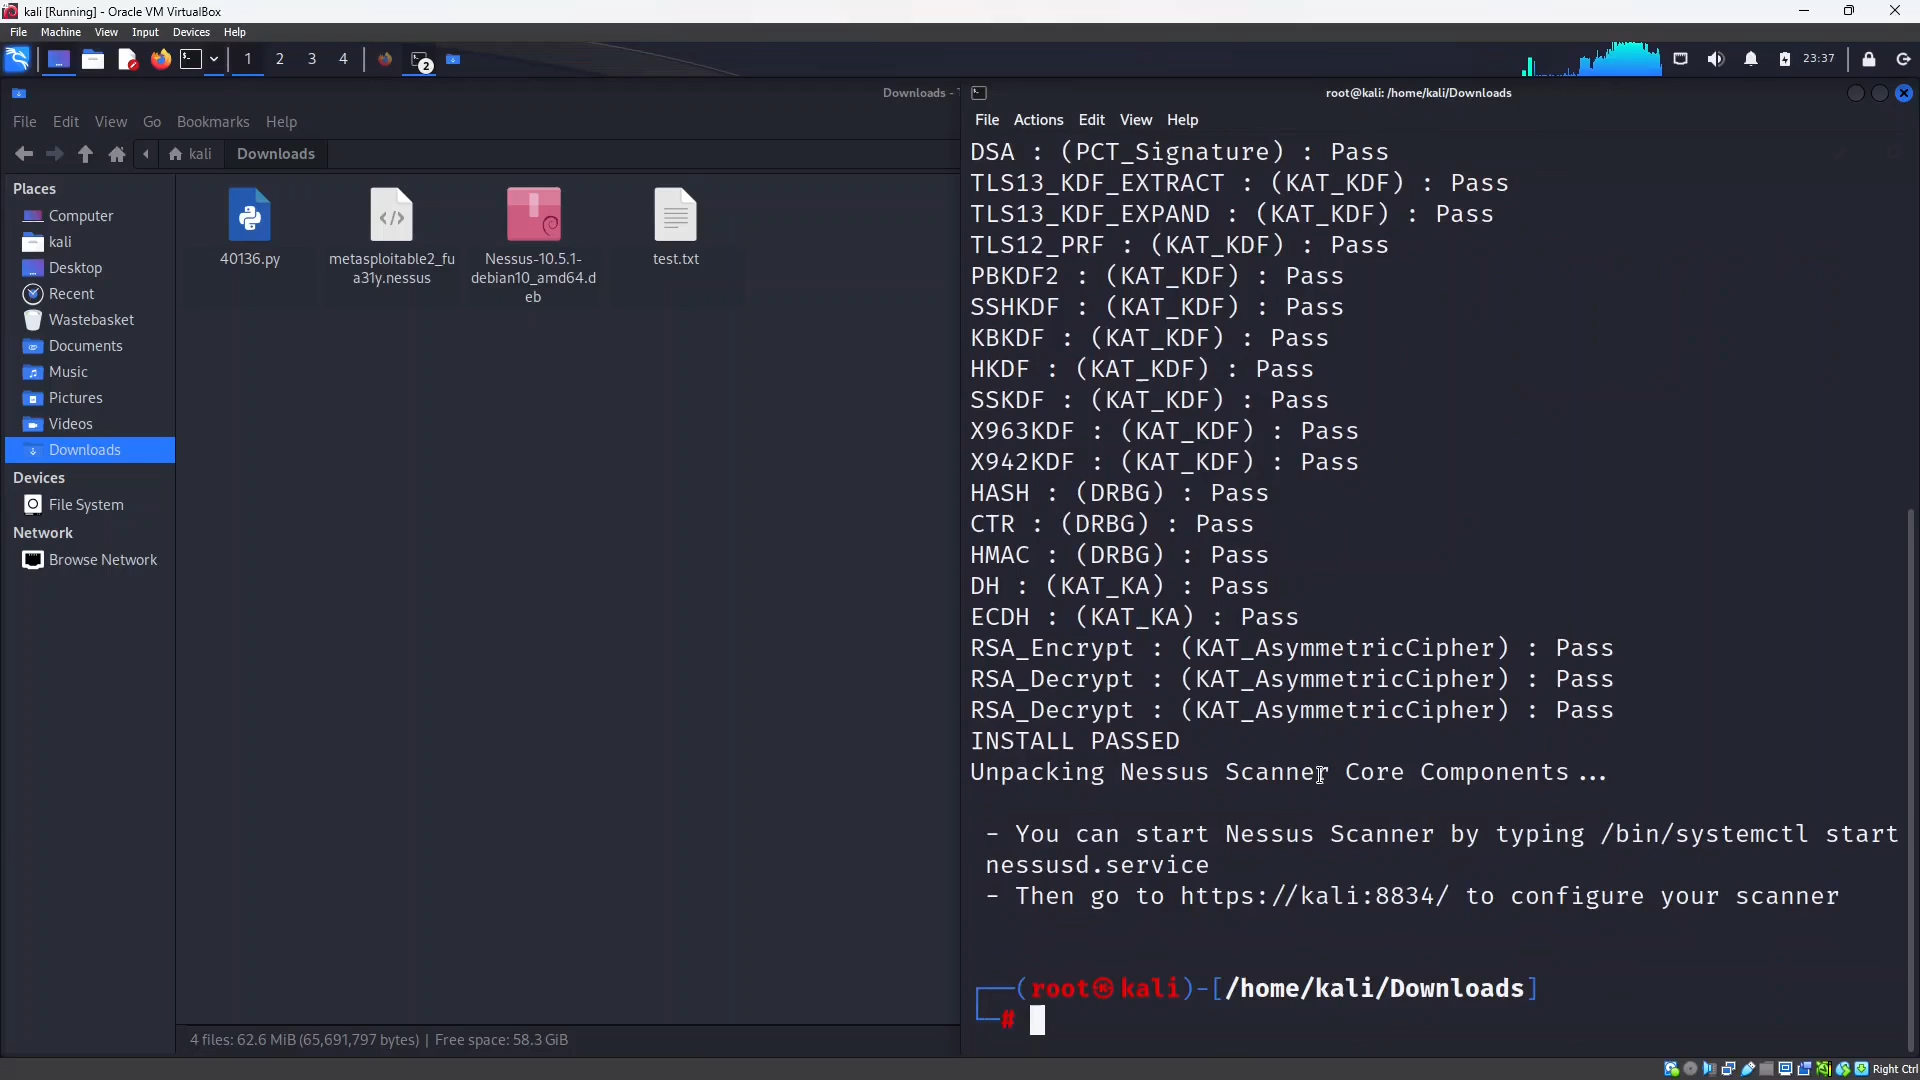 kali [Running] - Oracle VM VirtualBox
File Machine View Input Devices Help
1 2 3 4 2 23:37
Downloads -
File Edit View Go Bookmarks Help
kali Downloads
Places
Computer
kali
Desktop
Recent
Wastebasket
Documents
Music
Pictures
Videos
Downloads
Devices
File System
Network
Browse Network
40136.py
metasploitable2_fu
a31y.nessus
Nessus-10.5.1-
debian10_amd64.d
eb
test.txt
4 files: 62.6 MiB (65,691,797 bytes) | Free space: 58.3 GiB
root@kali: /home/kali/Downloads
File Actions Edit View Help
DSA : (PCT_Signature) : Pass
TLS13_KDF_EXTRACT : (KAT_KDF) : Pass
TLS13_KDF_EXPAND : (KAT_KDF) : Pass
TLS12_PRF : (KAT_KDF) : Pass
PBKDF2 : (KAT_KDF) : Pass
SSHKDF : (KAT_KDF) : Pass
KBKDF : (KAT_KDF) : Pass
HKDF : (KAT_KDF) : Pass
SSKDF : (KAT_KDF) : Pass
X963KDF : (KAT_KDF) : Pass
X942KDF : (KAT_KDF) : Pass
HASH : (DRBG) : Pass
CTR : (DRBG) : Pass
HMAC : (DRBG) : Pass
DH : (KAT_KA) : Pass
ECDH : (KAT_KA) : Pass
RSA_Encrypt : (KAT_AsymmetricCipher) : Pass
RSA_Decrypt : (KAT_AsymmetricCipher) : Pass
RSA_Decrypt : (KAT_AsymmetricCipher) : Pass
INSTALL PASSED
Unpacking Nessus Scanner Core Components...
- You can start Nessus Scanner by typing /bin/systemctl start
nessusd.service
- Then go to https://kali:8834/ to configure your scanner
┌──(root㉿kali)-[/home/kali/Downloads]
└─#
Right Ctrl